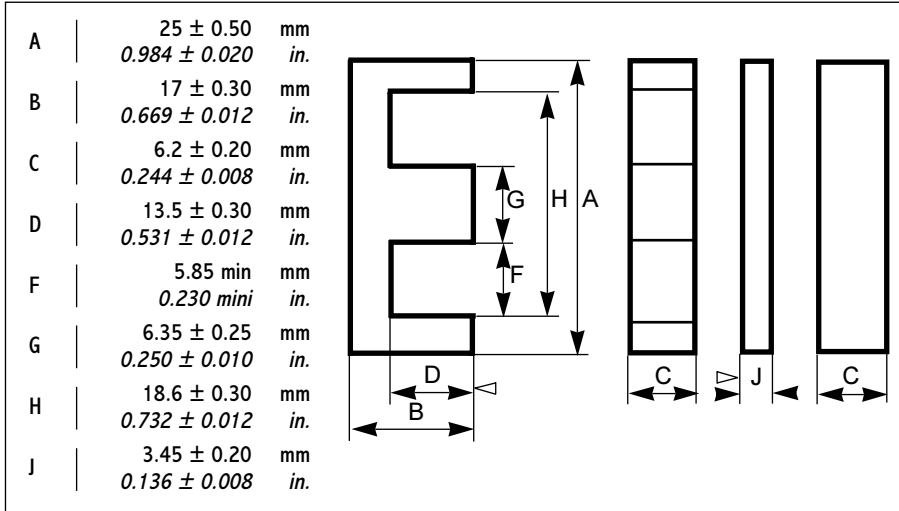 A 25 ± 0.50 mm
0.984 ± 0.020 in.
B 17 ± 0.30 mm
0.669 ± 0.012 in.
C 6.2 ± 0.20 mm
0.244 ± 0.008 in.
D 13.5 ± 0.30 mm
0.531 ± 0.012 in.
F 5.85 min mm
0.230 mini in.
G 6.35 ± 0.25 mm
0.250 ± 0.010 in.
H 18.6 ± 0.30 mm
0.732 ± 0.012 in.
J 3.45 ± 0.20 mm
0.136 ± 0.008 in.
G H A
F
D
B
C J C